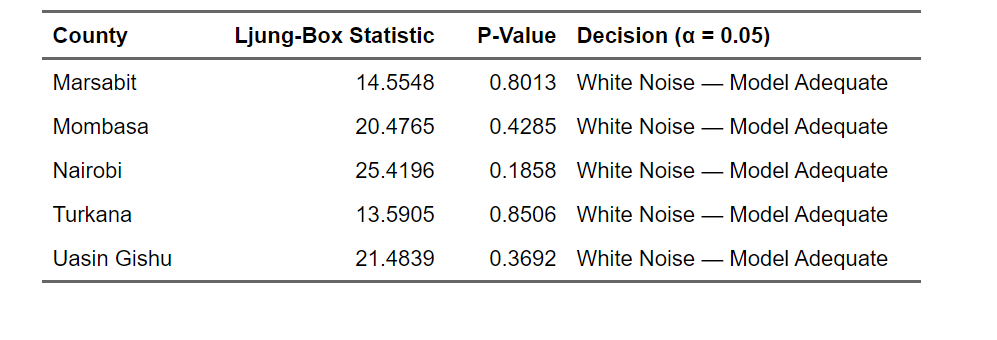 County Ljung-Box Statistic P-Value Decision (α = 0.05)
Marsabit 14.5548 0.8013 White Noise — Model Adequate
Mombasa 20.4765 0.4285 White Noise — Model Adequate
Nairobi 25.4196 0.1858 White Noise — Model Adequate
Turkana 13.5905 0.8506 White Noise — Model Adequate
Uasin Gishu 21.4839 0.3692 White Noise — Model Adequate